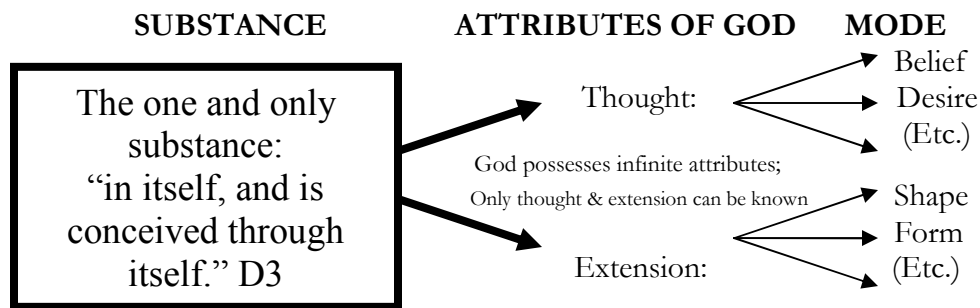 SUBSTANCE
ATTRIBUTES OF GOD
MODE
The one and only
substance:
“in itself, and is
conceived through
itself.” D3
Thought:
Belief
Desire
(Etc.)
God possesses infinite attributes;
Only thought & extension can be known
Extension:
Shape
Form
(Etc.)